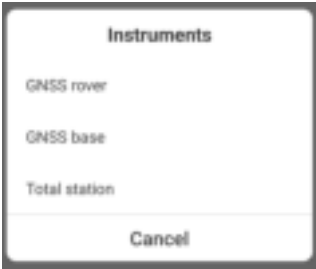 Instruments
GNSS rover
GNSS base
Total station
Cancel